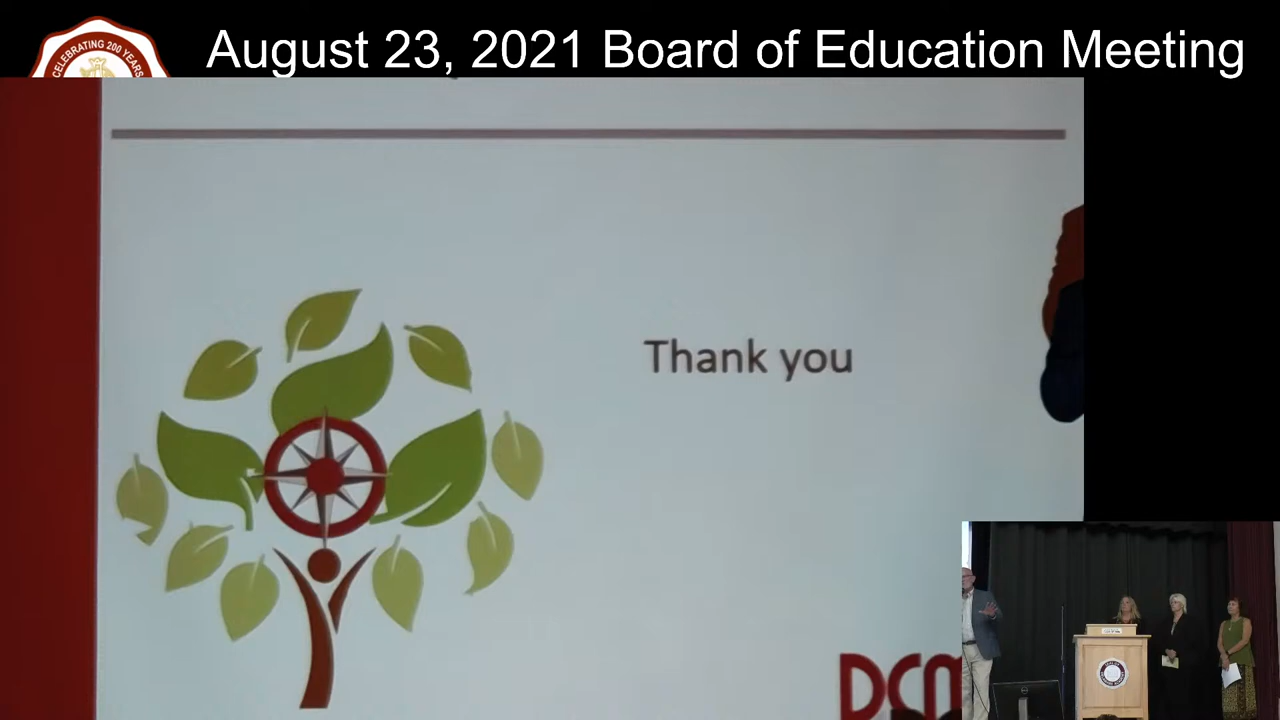 August 23, 2021 Board of Education Meeting
CELEBRATING 200 YEARS
Thank you